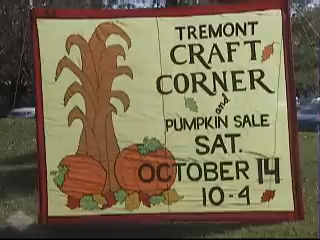 TREMONT
CRAFT
CORNER
and
PUMPKIN SALE
SAT.
OCTOBER 14
10-4